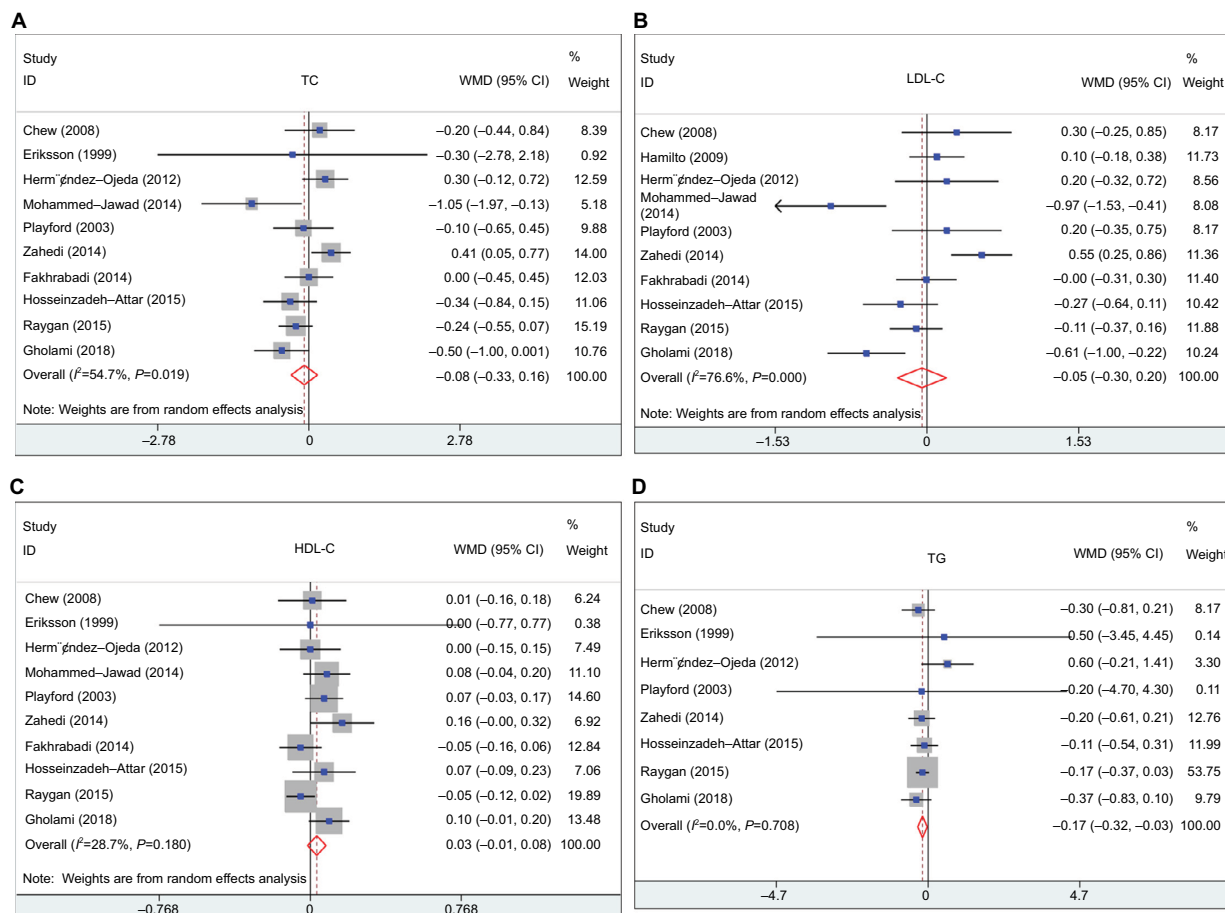 A
Study %
ID TC WMD (95% CI) Weight
Chew (2008) –0.20 (–0.44, 0.84) 8.39
Eriksson (1999) –0.30 (–2.78, 2.18) 0.92
Herm¨¢ndez–Ojeda (2012) 0.30 (–0.12, 0.72) 12.59
Mohammed–Jawad (2014) –1.05 (–1.97, –0.13) 5.18
Playford (2003) –0.10 (–0.65, 0.45) 9.88
Zahedi (2014) 0.41 (0.05, 0.77) 14.00
Fakhrabadi (2014) 0.00 (–0.45, 0.45) 12.03
Hosseinzadeh–Attar (2015) –0.34 (–0.84, 0.15) 11.06
Raygan (2015) –0.24 (–0.55, 0.07) 15.19
Gholami (2018) –0.50 (–1.00, 0.001) 10.76
Overall (I²=54.7%, P=0.019) –0.08 (–0.33, 0.16) 100.00
Note: Weights are from random effects analysis
–2.78 0 2.78
B
Study %
ID LDL-C WMD (95% CI) Weight
Chew (2008) 0.30 (–0.25, 0.85) 8.17
Hamilto (2009) 0.10 (–0.18, 0.38) 11.73
Herm¨¢ndez–Ojeda (2012) 0.20 (–0.32, 0.72) 8.56
Mohammed–Jawad
(2014) –0.97 (–1.53, –0.41) 8.08
Playford (2003) 0.20 (–0.35, 0.75) 8.17
Zahedi (2014) 0.55 (0.25, 0.86) 11.36
Fakhrabadi (2014) –0.00 (–0.31, 0.30) 11.40
Hosseinzadeh–Attar (2015) –0.27 (–0.64, 0.11) 10.42
Raygan (2015) –0.11 (–0.37, 0.16) 11.88
Gholami (2018) –0.61 (–1.00, –0.22) 10.24
Overall (I²=76.6%, P=0.000) –0.05 (–0.30, 0.20) 100.00
Note: Weights are from random effects analysis
–1.53 0 1.53
C
Study %
ID HDL-C WMD (95% CI) Weight
Chew (2008) 0.01 (–0.16, 0.18) 6.24
Eriksson (1999) 0.00 (–0.77, 0.77) 0.38
Herm¨¢ndez–Ojeda (2012) 0.00 (–0.15, 0.15) 7.49
Mohammed–Jawad (2014) 0.08 (–0.04, 0.20) 11.10
Playford (2003) 0.07 (–0.03, 0.17) 14.60
Zahedi (2014) 0.16 (–0.00, 0.32) 6.92
Fakhrabadi (2014) –0.05 (–0.16, 0.06) 12.84
Hosseinzadeh–Attar (2015) 0.07 (–0.09, 0.23) 7.06
Raygan (2015) –0.05 (–0.12, 0.02) 19.89
Gholami (2018) 0.10 (–0.01, 0.20) 13.48
Overall (I²=28.7%, P=0.180) 0.03 (–0.01, 0.08) 100.00
Note: Weights are from random effects analysis
–0.768 0 0.768
D
Study %
ID TG WMD (95% CI) Weight
Chew (2008) –0.30 (–0.81, 0.21) 8.17
Eriksson (1999) 0.50 (–3.45, 4.45) 0.14
Herm¨¢ndez–Ojeda (2012) 0.60 (–0.21, 1.41) 3.30
Playford (2003) –0.20 (–4.70, 4.30) 0.11
Zahedi (2014) –0.20 (–0.61, 0.21) 12.76
Hosseinzadeh–Attar (2015) –0.11 (–0.54, 0.31) 11.99
Raygan (2015) –0.17 (–0.37, 0.03) 53.75
Gholami (2018) –0.37 (–0.83, 0.10) 9.79
Overall (I²=0.0%, P=0.708) –0.17 (–0.32, –0.03) 100.00
–4.7 0 4.7